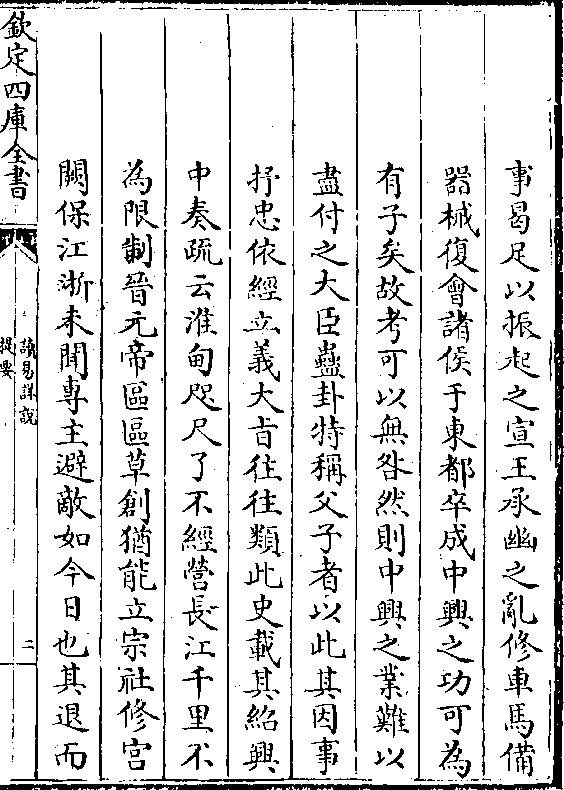 事曷足以振起之宣王承幽之亂修車馬備
器械復會諸侯于東都卒成中興之功可為
有子矣故考可以無咎然則中興之業難以
盡付之大臣蠱卦特稱父子者以此其因事
抒忠依經立義大旨往往類此史載其紹興
中奏疏云淮甸咫尺了不經營長江千里不
為限制晉元帝區區草創猶能立宗社修宮
闕保江浙未聞專主避敵如今日也其退而
欽定四庫全書
讀易詳說
提要
二